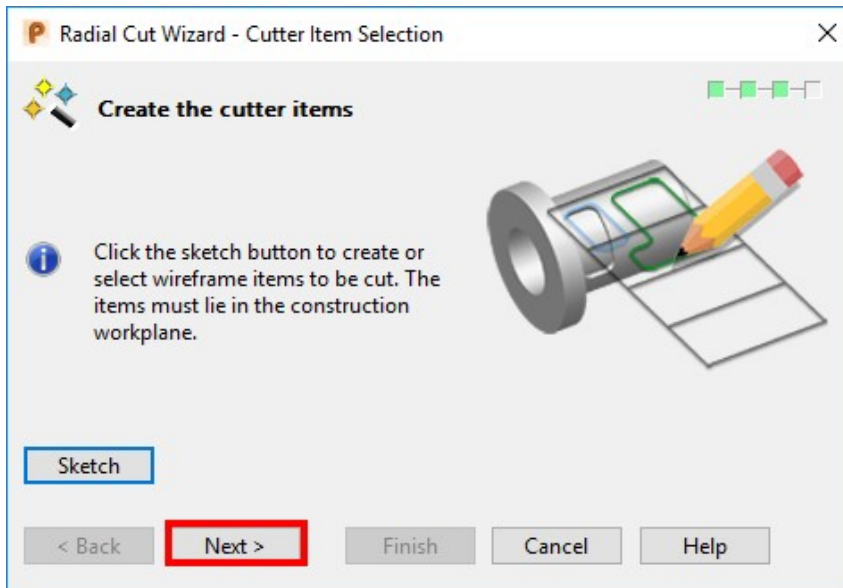 Radial Cut Wizard - Cutter Item Selection
Create the cutter items
Click the sketch button to create or
select wireframe items to be cut. The
items must lie in the construction
workplane.
Sketch
< Back Next > Finish Cancel Help